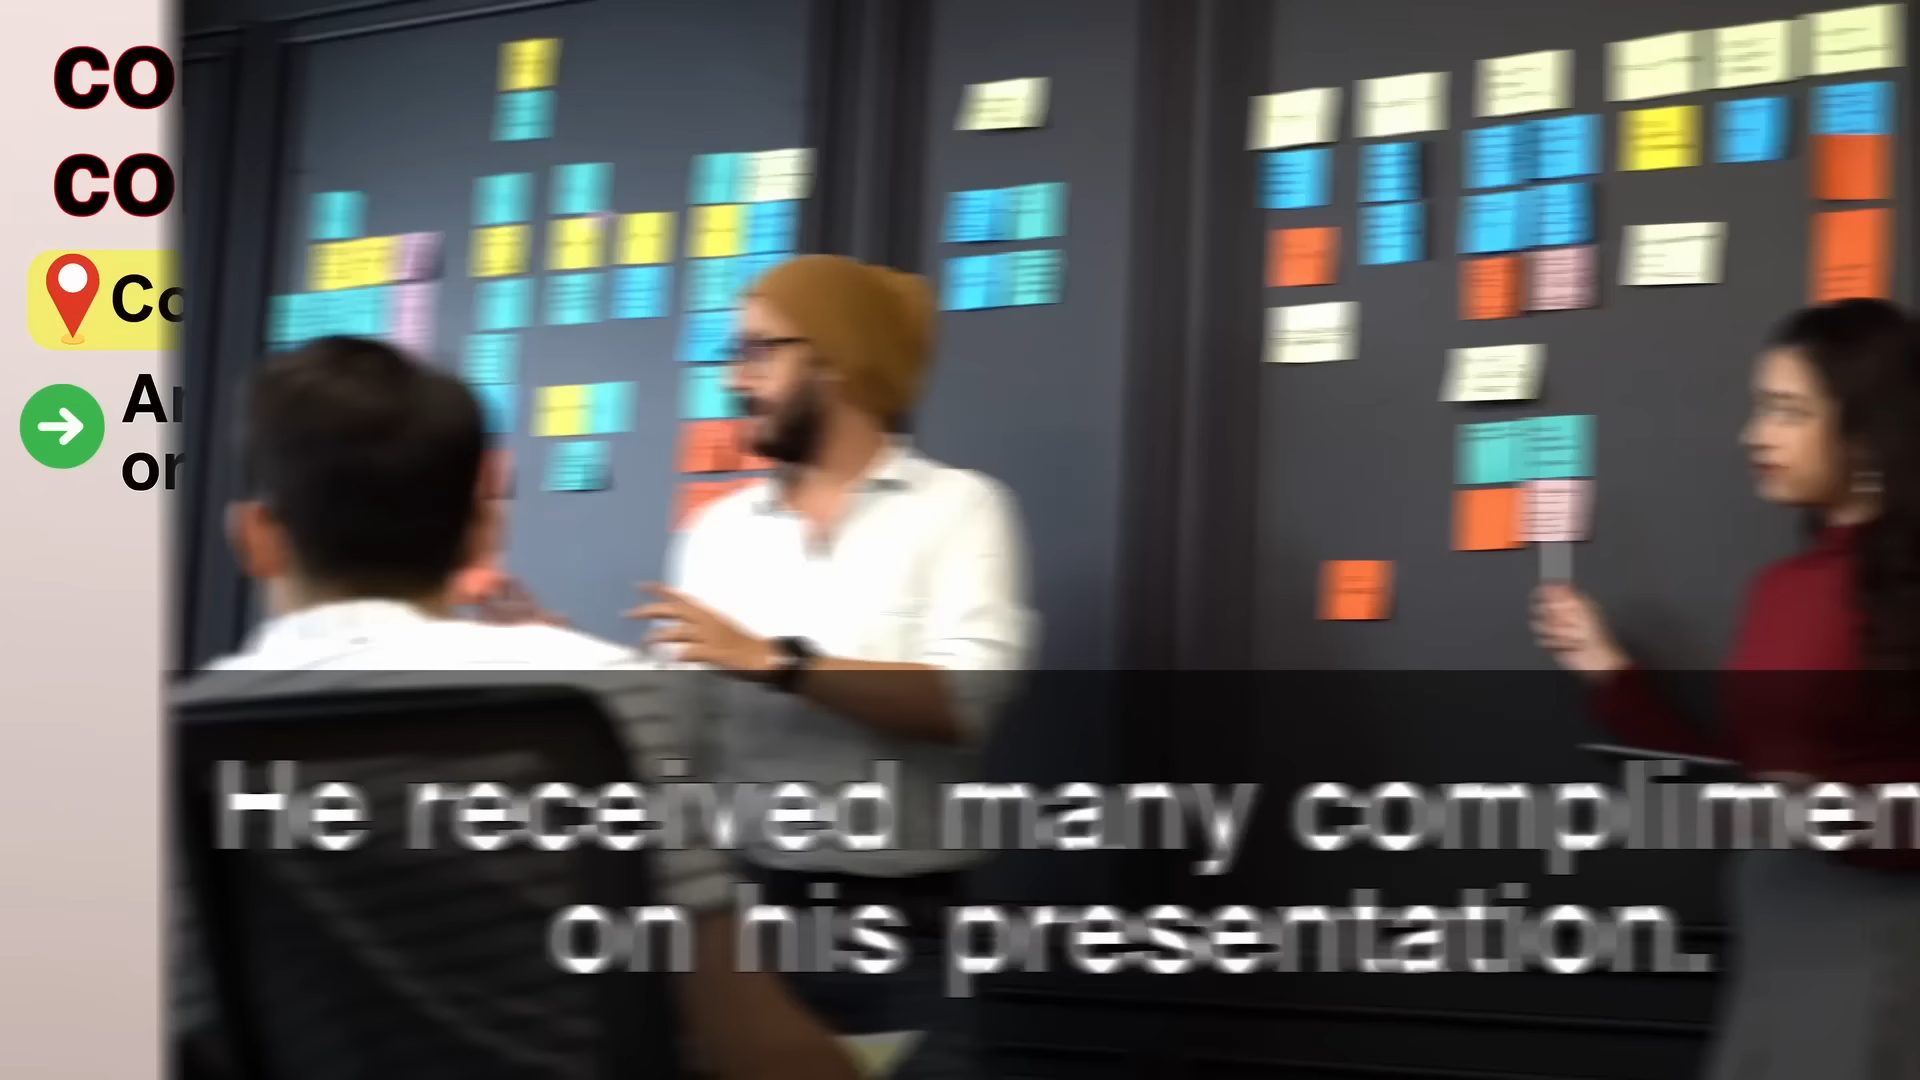 CO
CO
Co
Ar
or
He received many complimen
on his presentation.